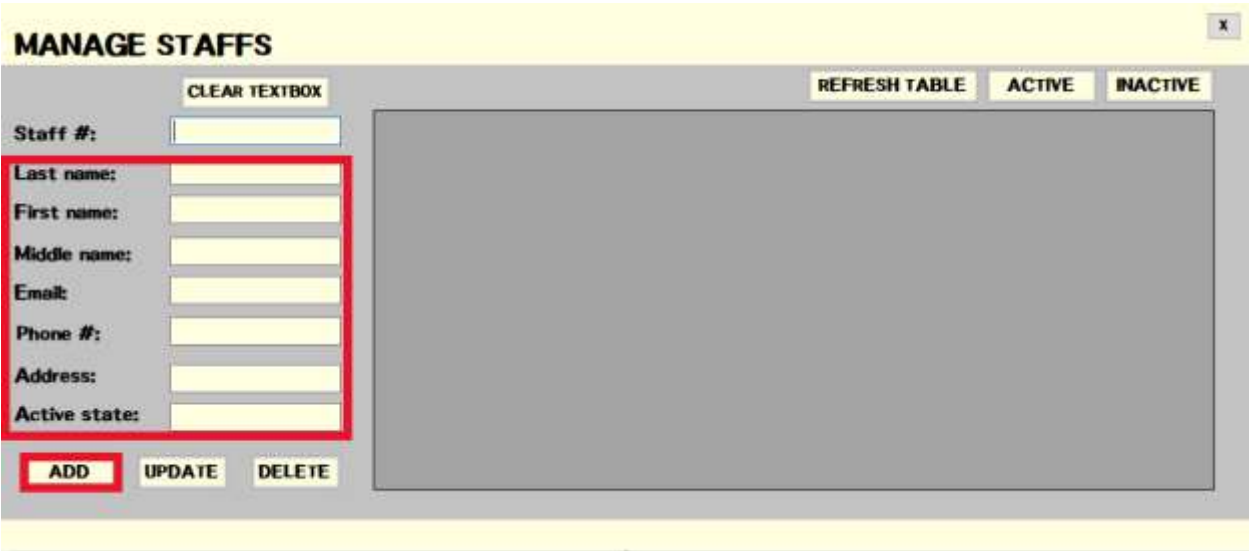 X
MANAGE STAFFS
CLEAR TEXTBOX
REFRESH TABLE ACTIVE INACTIVE
Staff #:
Last name:
First name:
Middle name:
Email:
Phone #:
Address:
Active state:
ADD UPDATE DELETE